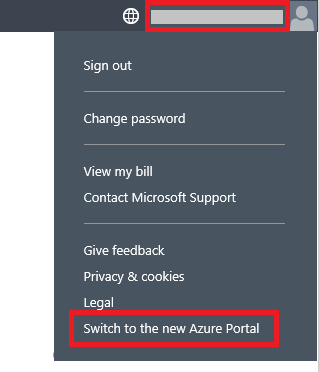 Sign out
Change password
View my bill
Contact Microsoft Support
Give feedback
Privacy & cookies
Legal
Switch to the new Azure Portal